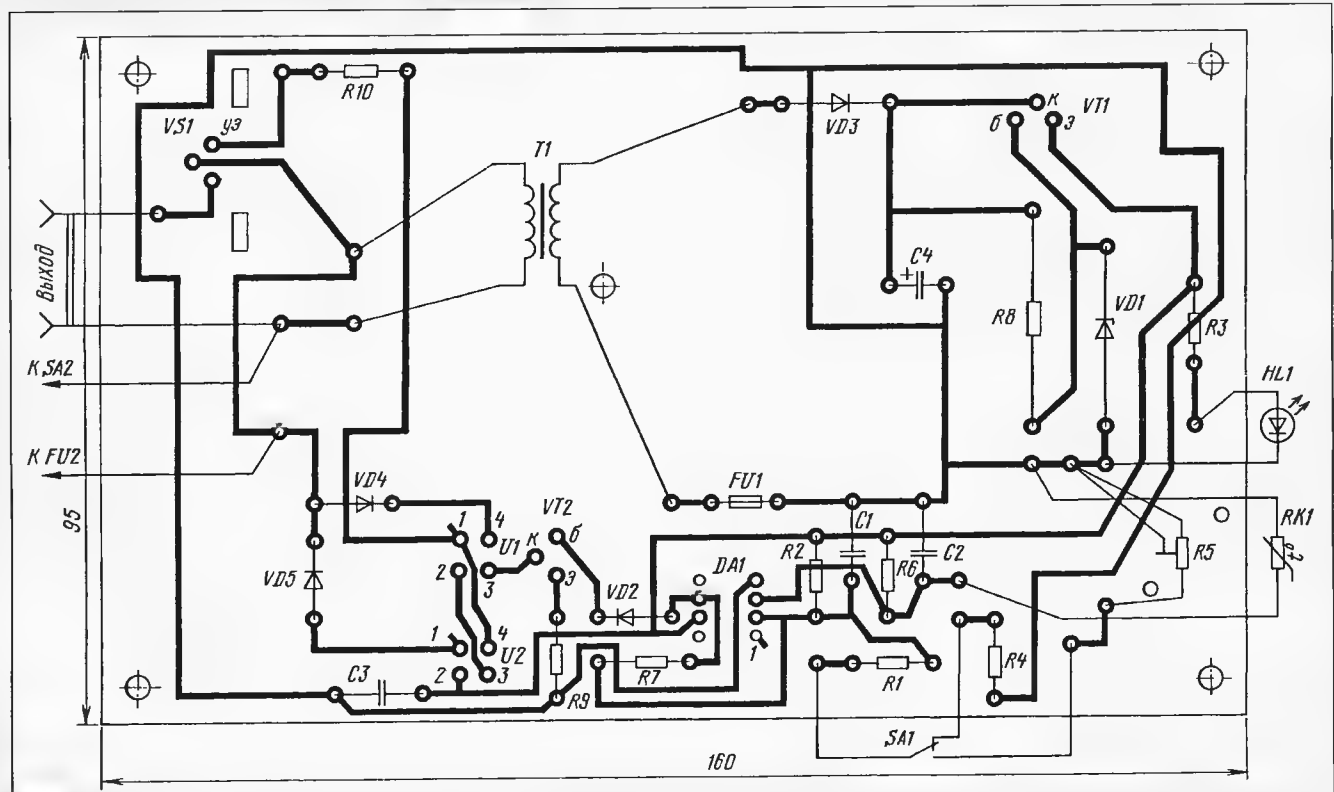 R10
VS1
уэ
T1
VD3
К
VT1
б
э
C4
R8
VD1
R3
Выход
К SA2
HL1
К FU2
VD4
FU1
1
4
VT2
б
C1
RK1
95
U1
К
R2
DA1
C2
R5
t°
2
3
э
R6
VD5
VD2
1
4
1
U2
C3
2
3
R7
R1
R4
R9
SA1
160